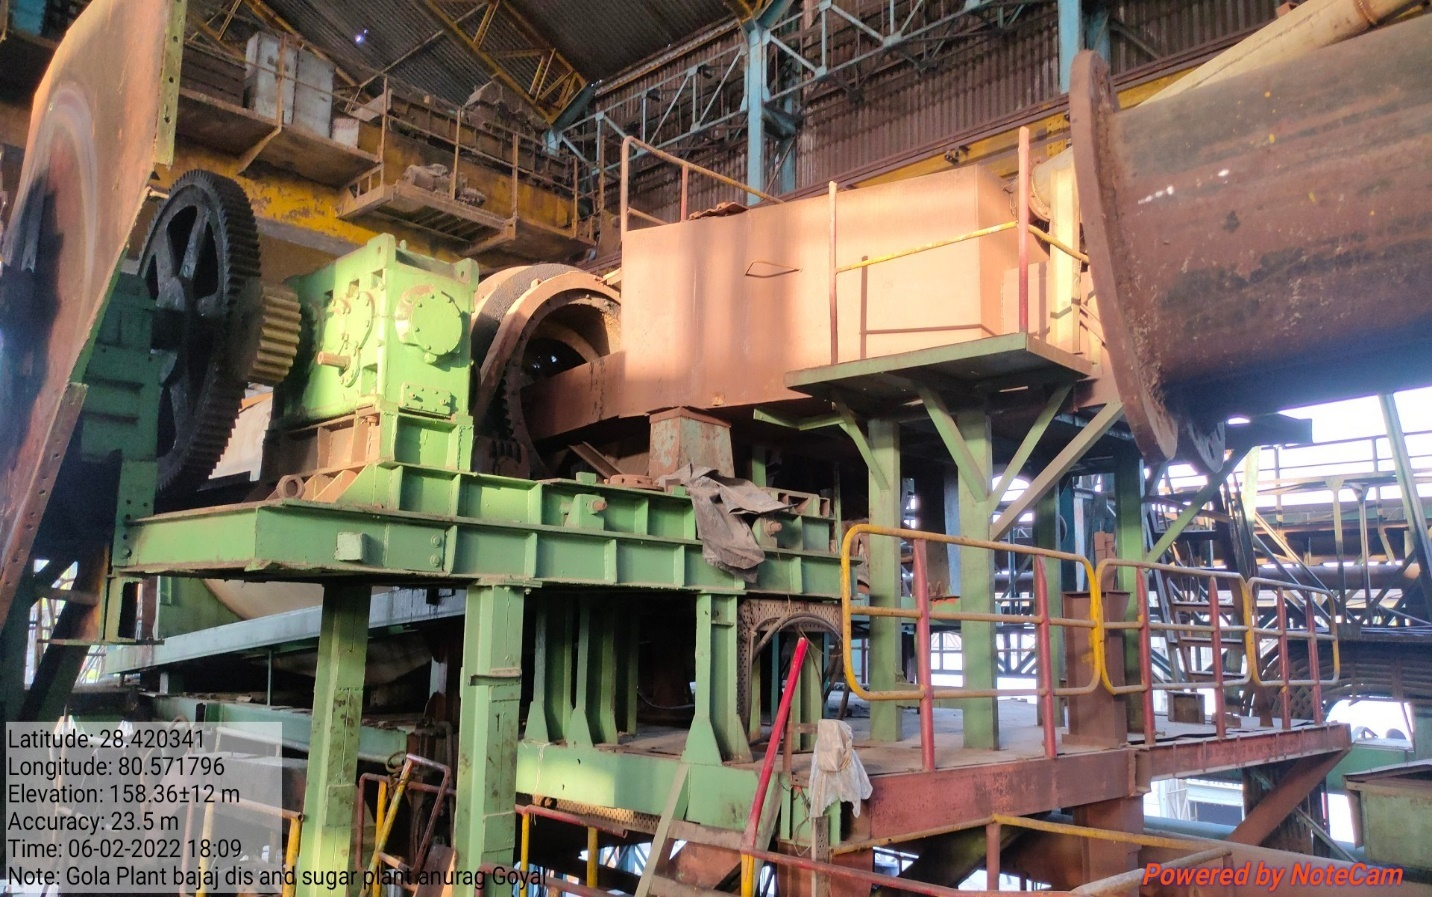 Latitude: 28.420341
Longitude: 80.571796
Elevation: 158.36±12 m
Accuracy: 23.5 m
Time: 06-02-2022 18:09
Note: Gola Plant bajaj dis and sugar plant anurag Goyal
Powered by NoteCam